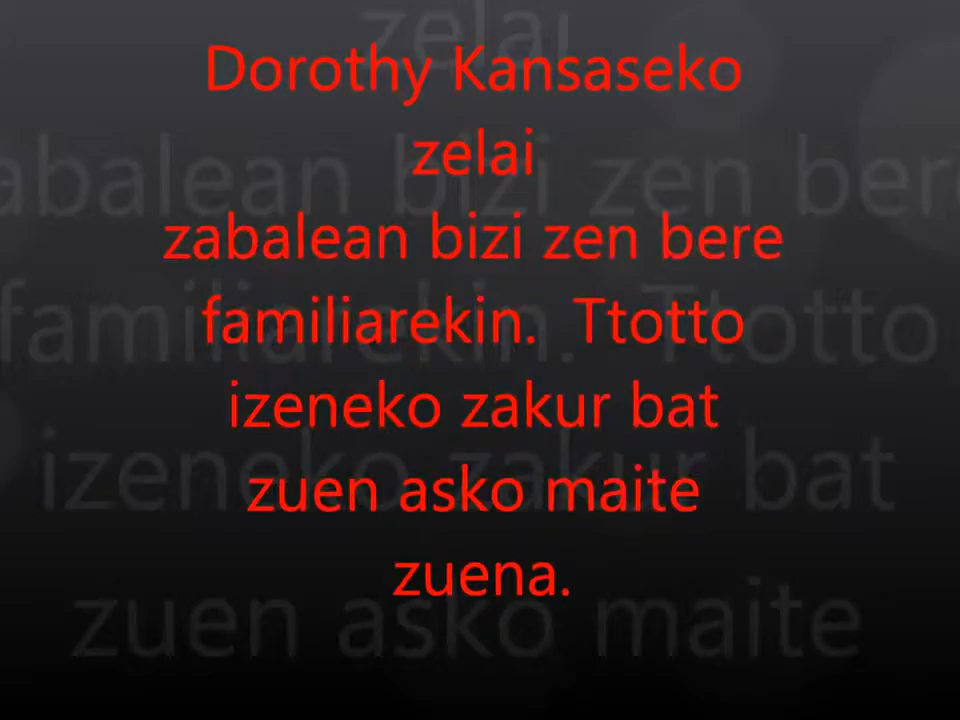 Dorothy Kansaseko
zelai
zabalean bizi zen bere
familiarekin.  Ttotto
izeneko zakur bat
zuen asko maite
zuena.